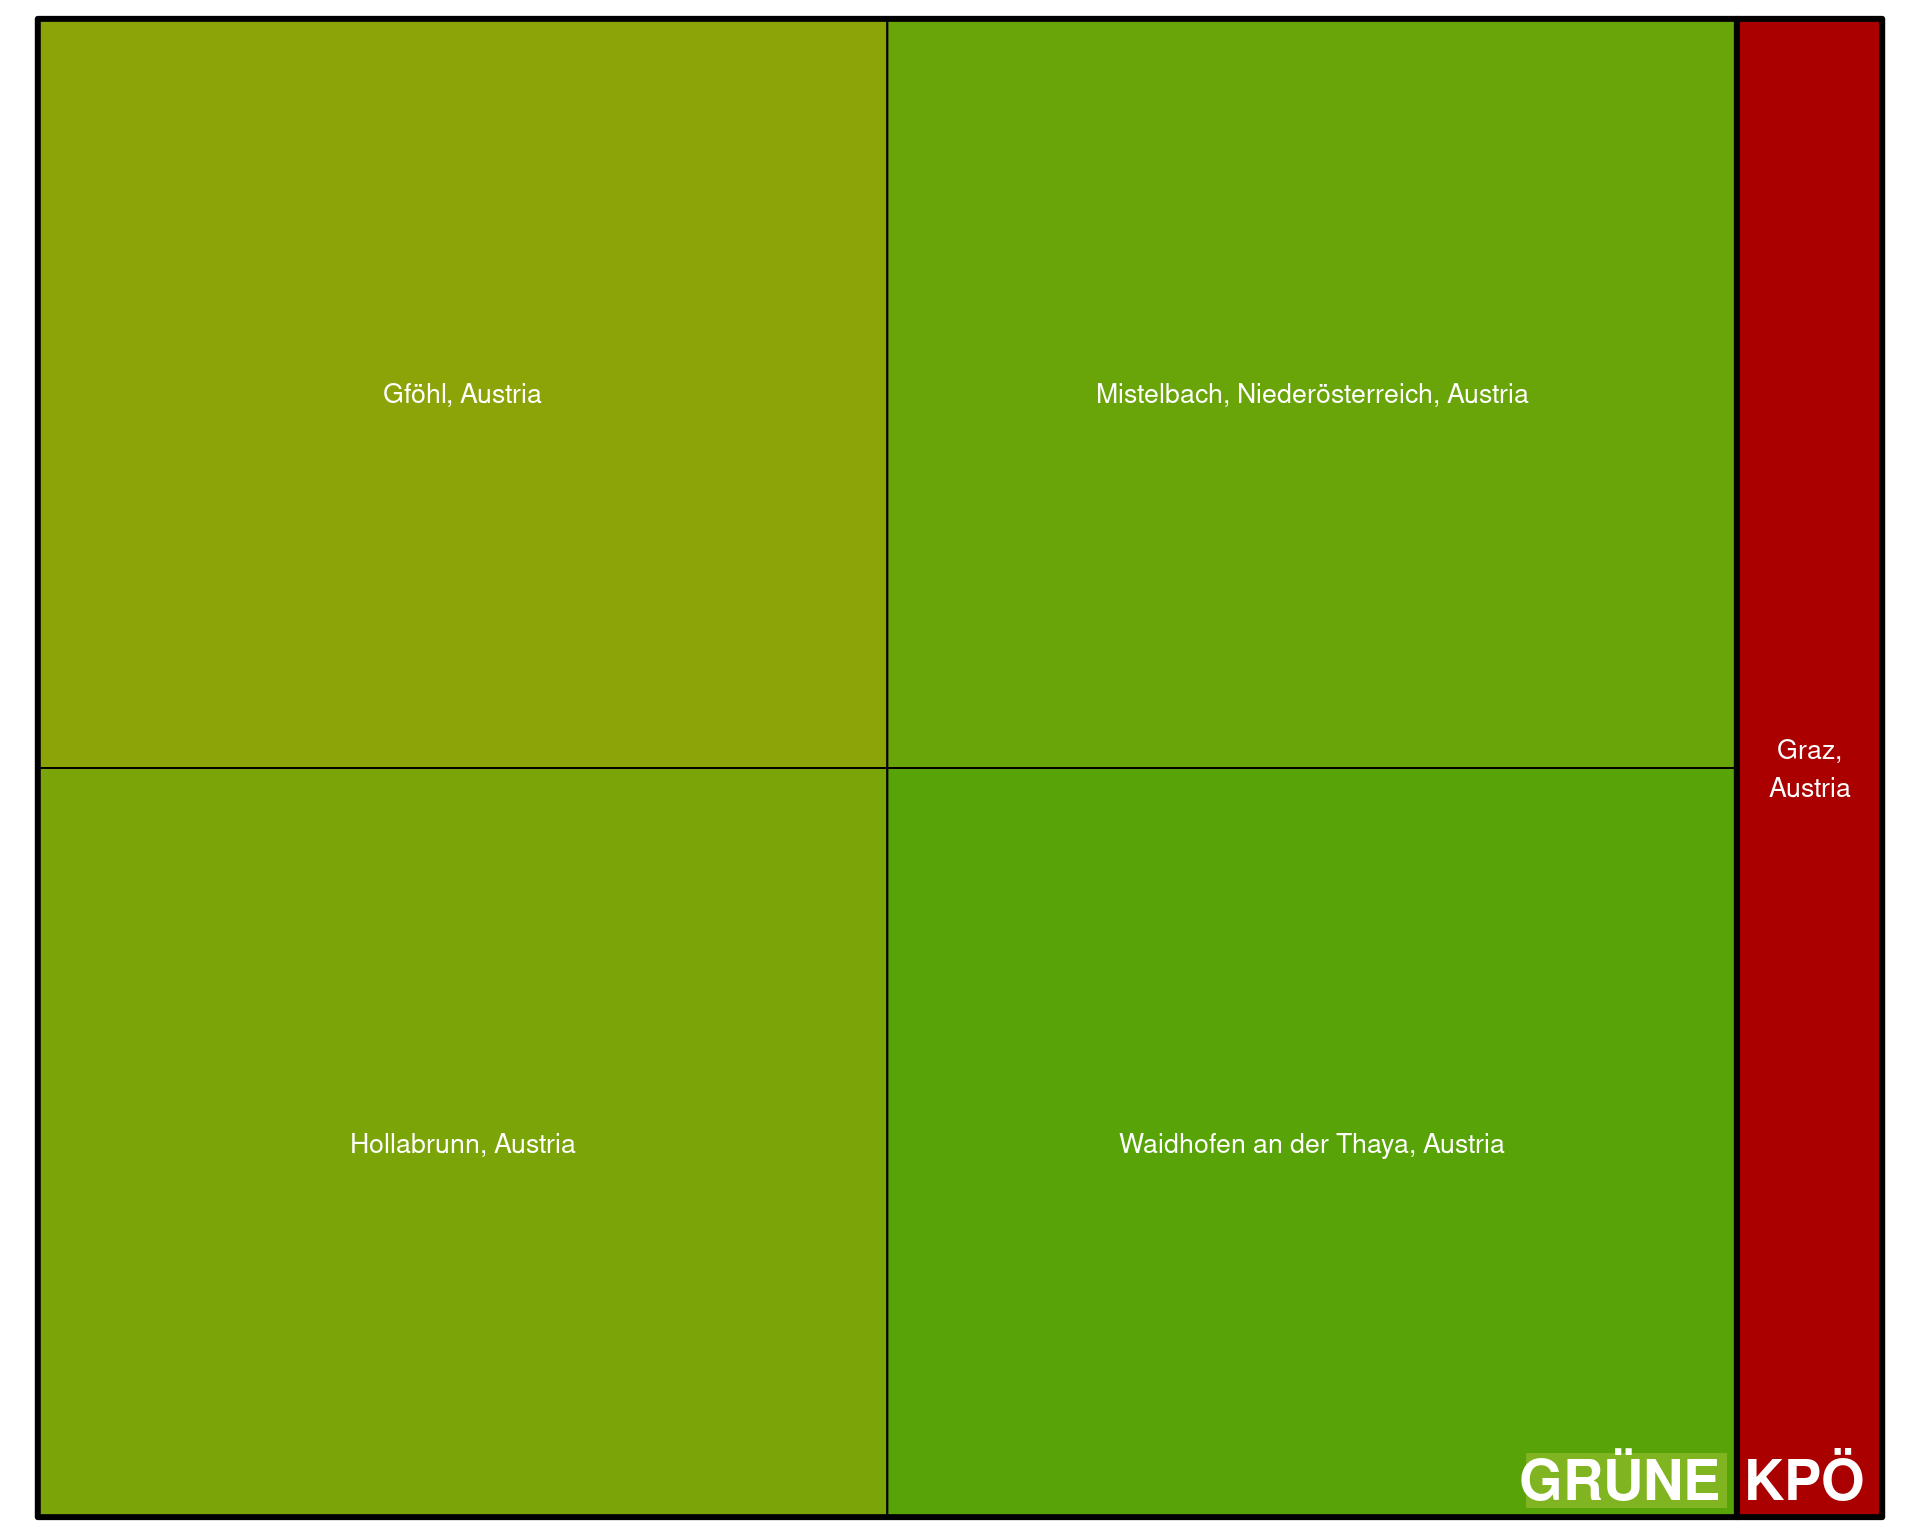 Gföhl, Austria
Mistelbach, Niederösterreich, Austria
Graz,
Austria
Hollabrunn, Austria
Waidhofen an der Thaya, Austria
GRÜNE
KPÖ